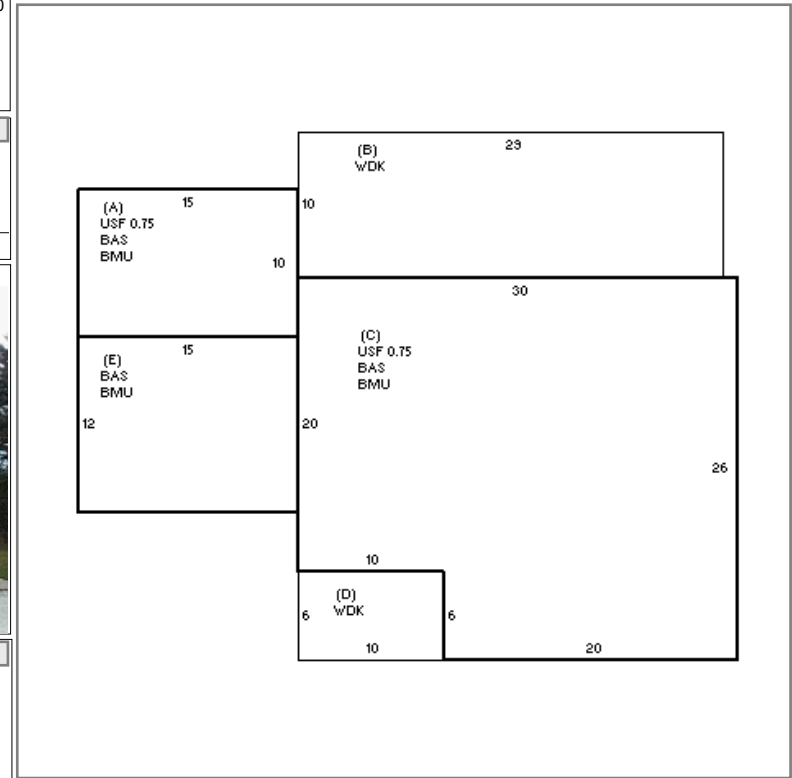 (B)
WDK
29
10
(A)
USF 0.75
BAS
BMU
15
10
30
(E)
BAS
BMU
15
12
(C)
USF 0.75
BAS
BMU
20
26
10
(D)
WDK
6
6
10
20